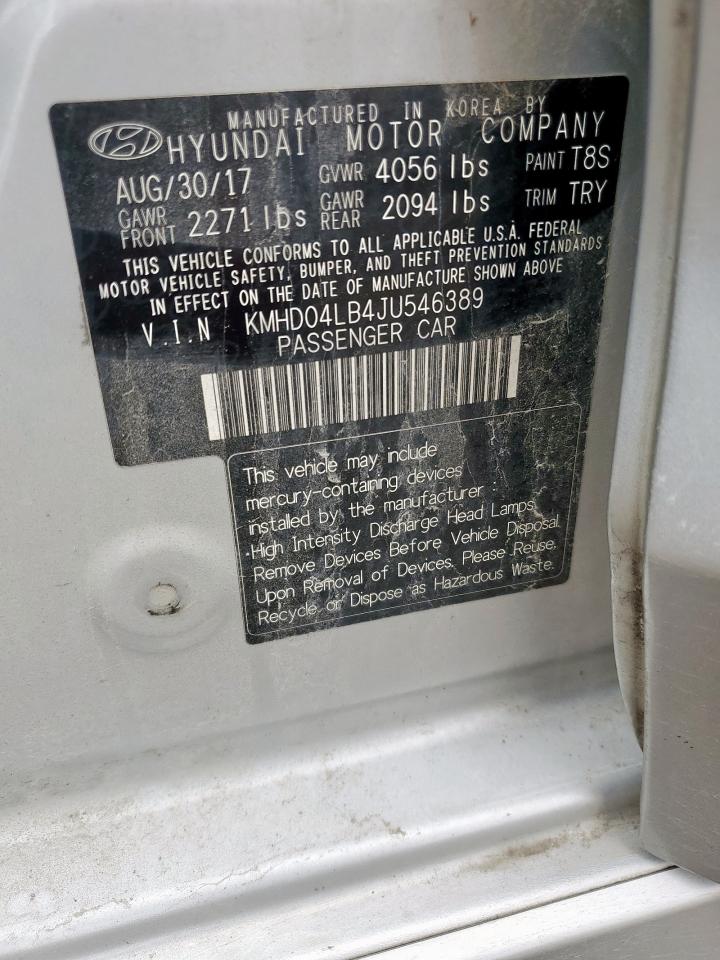 MANUFACTURED IN KOREA BY
HYUNDAI MOTOR COMPANY
AUG/30/17 GVWR 4056 lbs PAINT T8S
GAWR FRONT 2271 lbs GAWR REAR 2094 lbs TRIM TRY
THIS VEHICLE CONFORMS TO ALL APPLICABLE U.S.A. FEDERAL
MOTOR VEHICLE SAFETY, BUMPER, AND THEFT PREVENTION STANDARDS
IN EFFECT ON THE DATE OF MANUFACTURE SHOWN ABOVE
V.I.N KMHD04LB4JU546389
PASSENGER CAR
This vehicle may include
mercury-containing devices
installed by the manufacturer :
·High Intensity Discharge Head Lamps
Remove Devices Before Vehicle Disposal.
Upon Removal of Devices, Please Reuse,
Recycle or Dispose as Hazardous Waste.